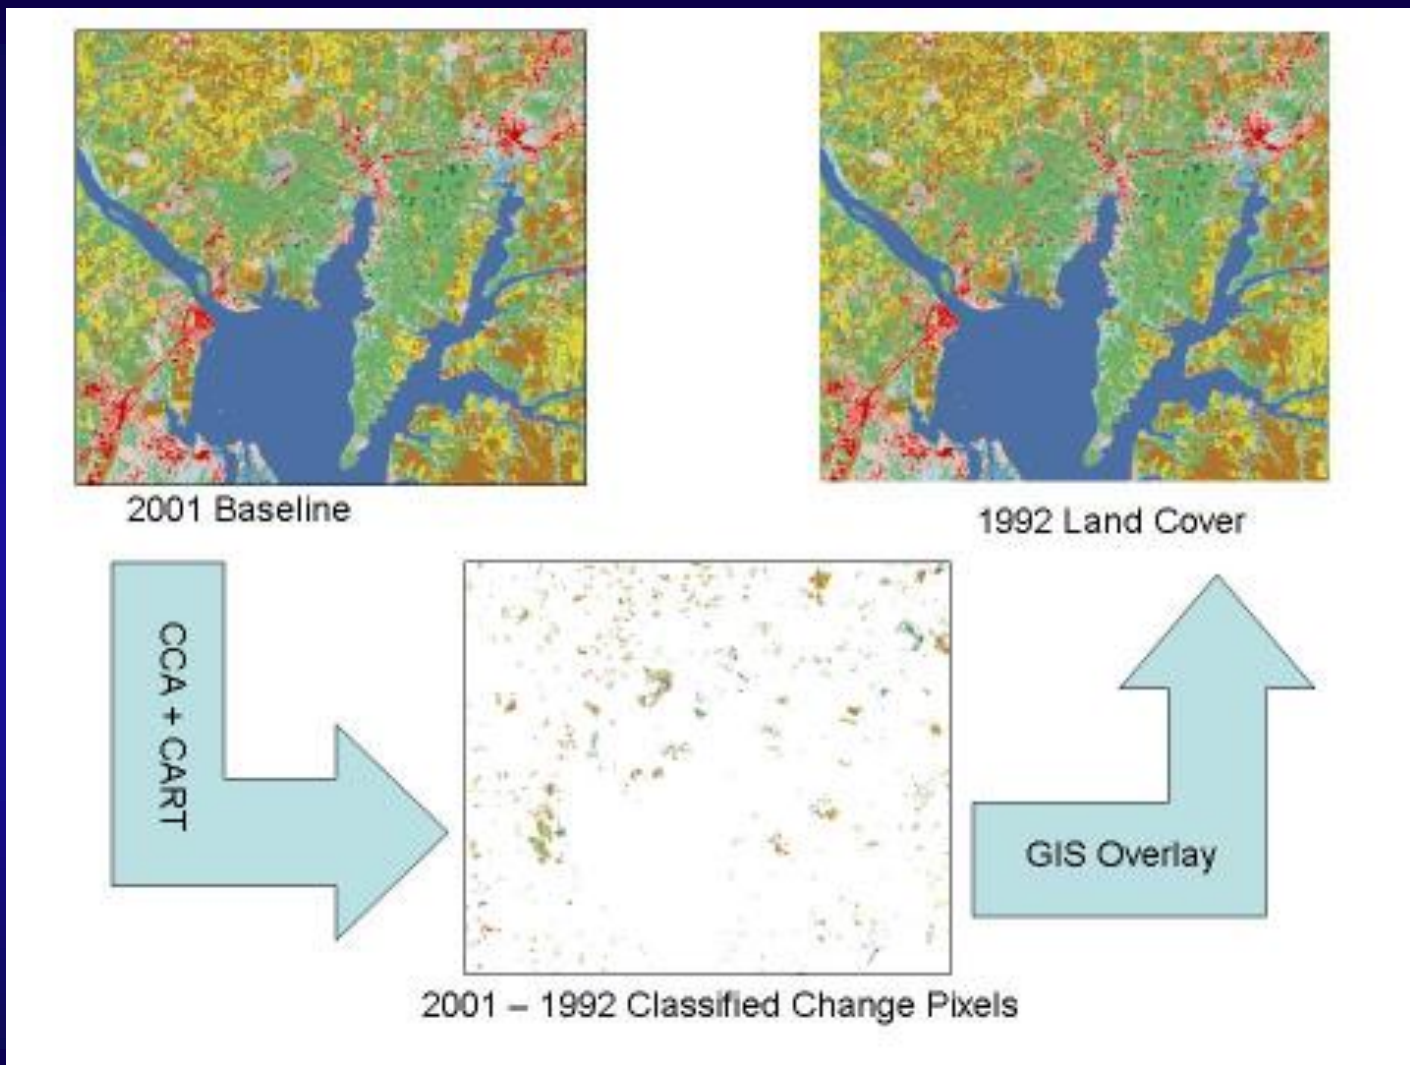 2001 Baseline
1992 Land Cover
CCA + CART
GIS Overlay
2001 – 1992 Classified Change Pixels